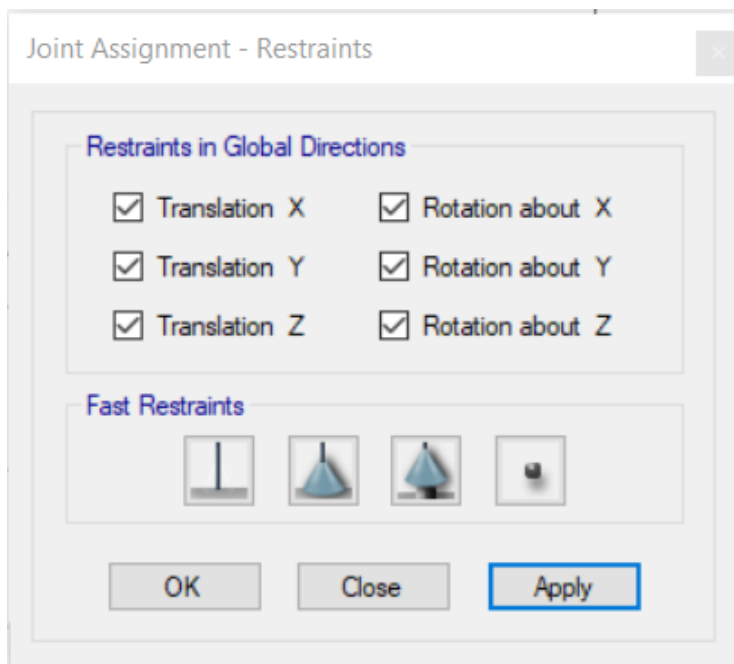 Joint Assignment - Restraints
Restraints in Global Directions
Translation X
Rotation about X
Translation Y
Rotation about Y
Translation Z
Rotation about Z
Fast Restraints
OK
Close
Apply